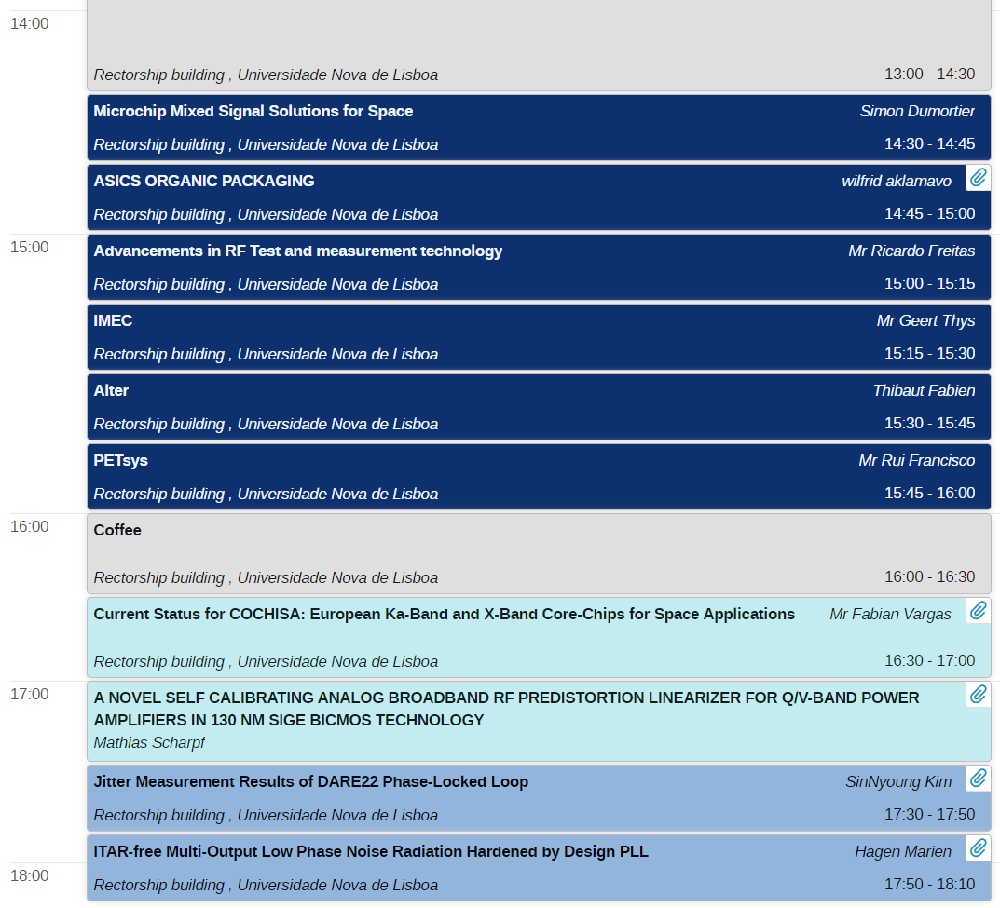 14:00
Rectorship building , Universidade Nova de Lisboa 13:00 - 14:30
Microchip Mixed Signal Solutions for Space Simon Dumortier
Rectorship building , Universidade Nova de Lisboa 14:30 - 14:45
ASICS ORGANIC PACKAGING wilfrid aklamavo
Rectorship building , Universidade Nova de Lisboa 14:45 - 15:00
15:00
Advancements in RF Test and measurement technology Mr Ricardo Freitas
Rectorship building , Universidade Nova de Lisboa 15:00 - 15:15
IMEC Mr Geert Thys
Rectorship building , Universidade Nova de Lisboa 15:15 - 15:30
Alter Thibaut Fabien
Rectorship building , Universidade Nova de Lisboa 15:30 - 15:45
PETsys Mr Rui Francisco
Rectorship building , Universidade Nova de Lisboa 15:45 - 16:00
16:00
Coffee
Rectorship building , Universidade Nova de Lisboa 16:00 - 16:30
Current Status for COCHISA: European Ka-Band and X-Band Core-Chips for Space Applications Mr Fabian Vargas
Rectorship building , Universidade Nova de Lisboa 16:30 - 17:00
17:00
A NOVEL SELF CALIBRATING ANALOG BROADBAND RF PREDISTORTION LINEARIZER FOR Q/V-BAND POWER
AMPLIFIERS IN 130 NM SIGE BICMOS TECHNOLOGY
Mathias Scharpf
Jitter Measurement Results of DARE22 Phase-Locked Loop SinNyoung Kim
Rectorship building , Universidade Nova de Lisboa 17:30 - 17:50
ITAR-free Multi-Output Low Phase Noise Radiation Hardened by Design PLL Hagen Marien
18:00
Rectorship building , Universidade Nova de Lisboa 17:50 - 18:10